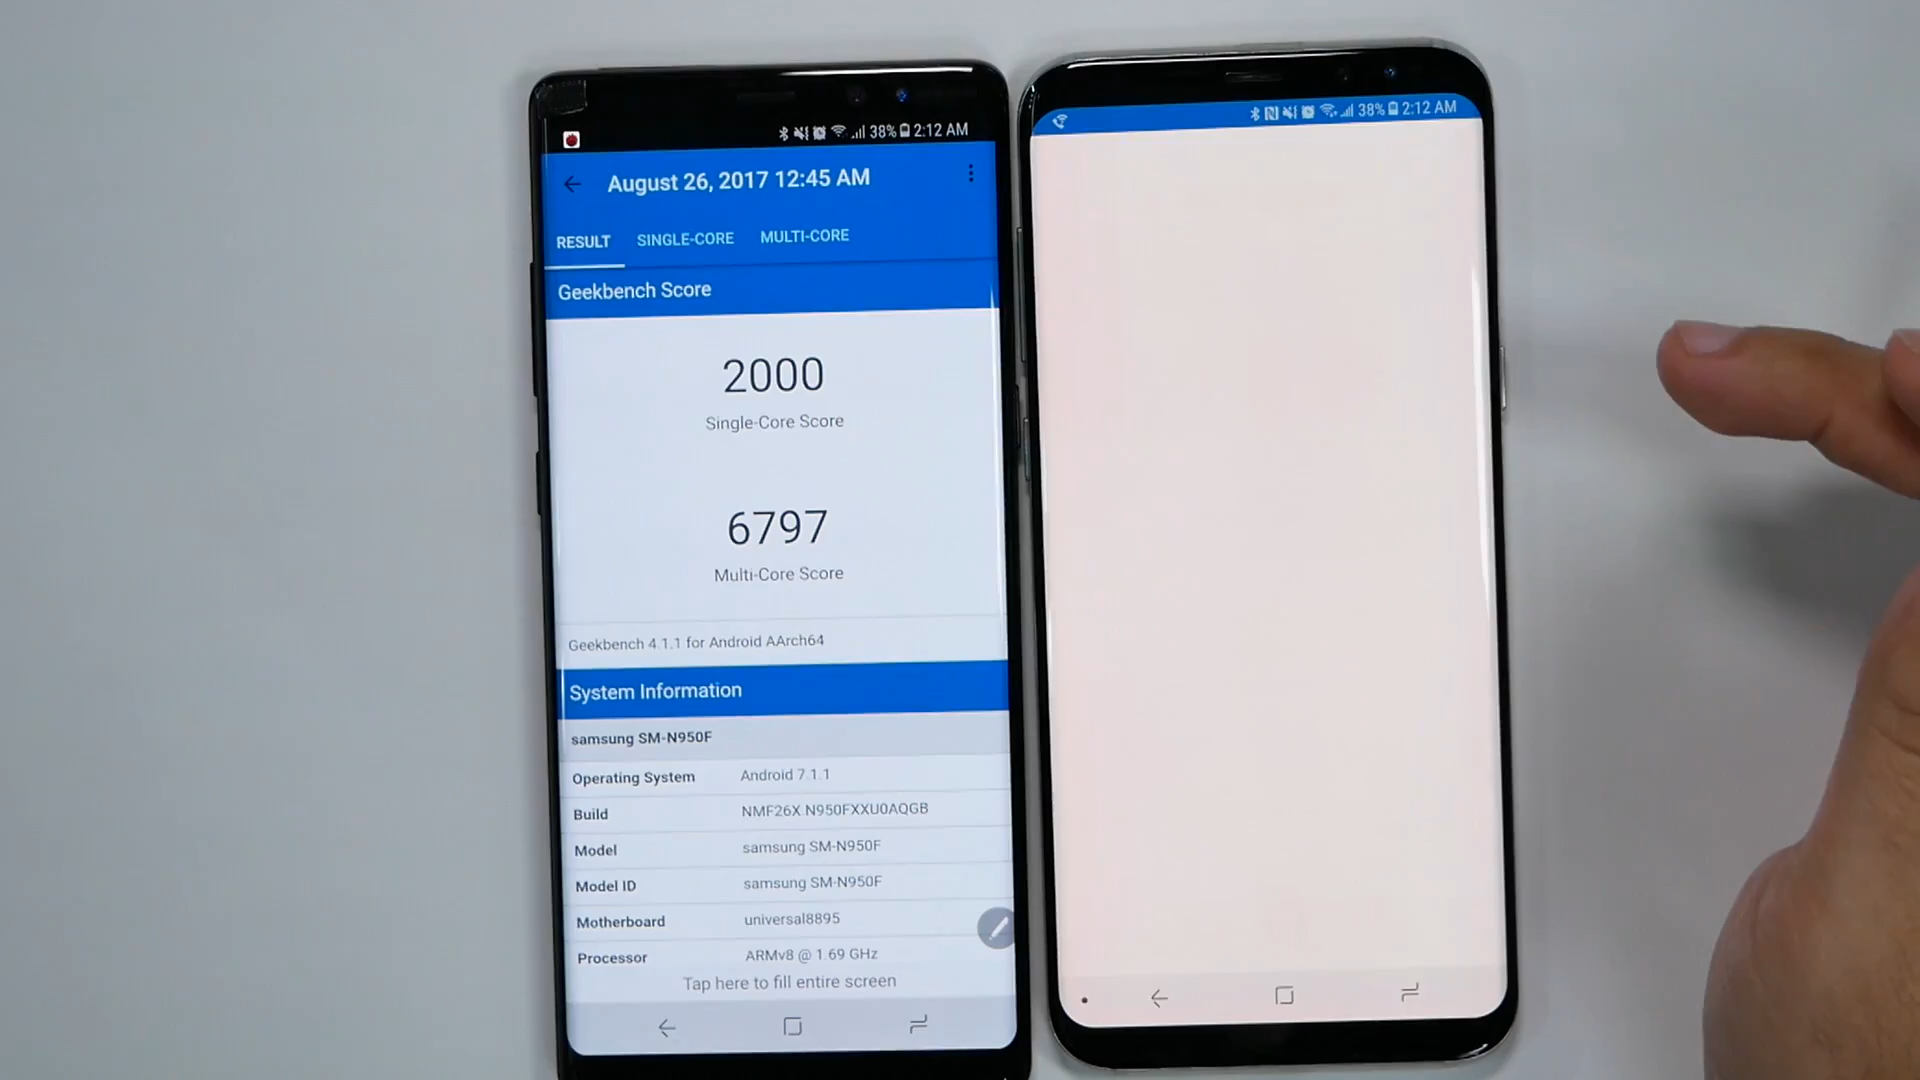 38% 2:12 AM
August 26, 2017 12:45 AM
RESULT SINGLE-CORE MULTI-CORE
Geekbench Score
2000
Single-Core Score
6797
Multi-Core Score
Geekbench 4.1.1 for Android AArch64
System Information
samsung SM-N950F
Operating System Android 7.1.1
Build NMF26X.N950FXXU0AQGB
Model samsung SM-N950F
Model ID samsung SM-N950F
Motherboard universal8895
Processor ARMv8 @ 1.69 GHz
Tap here to fill entire screen
38% 2:12 AM